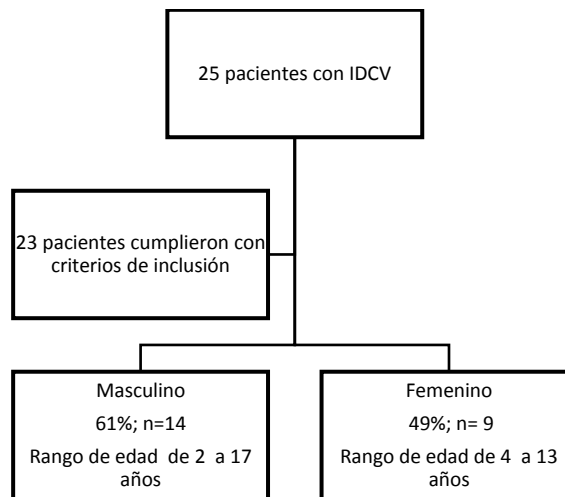 25 pacientes con IDCV
23 pacientes cumplieron con
criterios de inclusión
Masculino
61%; n=14
Rango de edad de 2 a 17
años
Femenino
49%; n= 9
Rango de edad de 4 a 13
años